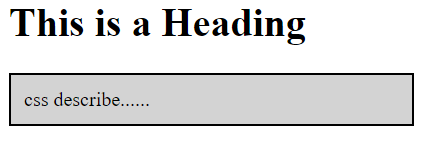 This is a Heading
css describe......